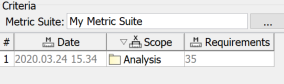 Criteria
Metric Suite: My Metric Suite ...
# Date Scope Requirements
1 2020.03.24 15.34 Analysis 35